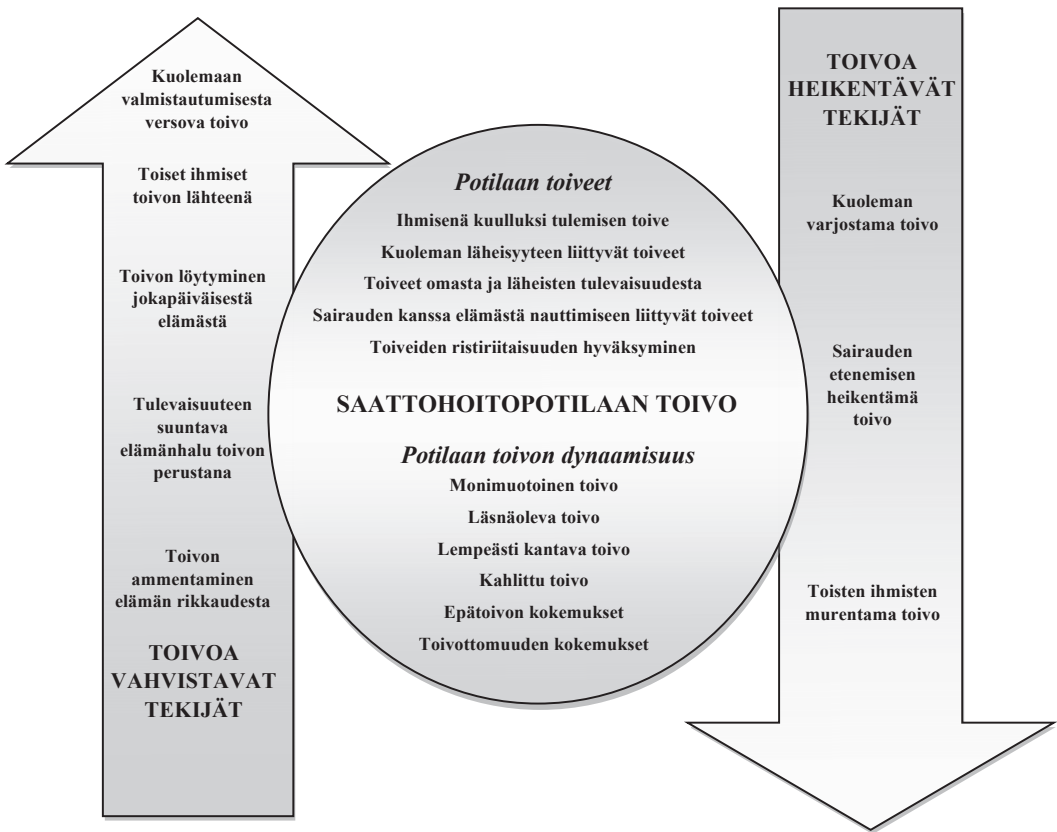 Kuolemaan
valmistautumisesta
versova toivo
Toiset ihmiset
toivon lähteenä
Toivon löytyminen
jokapäiväisestä
elämästä
Tulevaisuuteen
suuntava
elämänhalu toivon
perustana
Toivon
ammentaminen
elämän rikkaudesta
TOIVOA
VAHVISTAVAT
TEKIJÄT
Potilaan toiveet
Ihmisenä kuulluksi tulemisen toive
Kuoleman läheisyyteen liittyvät toiveet
Toiveet omasta ja läheisten tulevaisuudesta
Sairauden kanssa elämästä nauttimiseen liittyvät toiveet
Toiveiden ristiriitaisuuden hyväksyminen
SAATTOHOITOPOTILAAN TOIVO
Potilaan toivon dynaamisuus
Monimuotoinen toivo
Läsnäoleva toivo
Lempeästi kantava toivo
Kahlittu toivo
Epätoivon kokemukset
Toivottomuuden kokemukset
TOIVOA
HEIKENTÄVÄT
TEKIJÄT
Kuoleman
varjostama toivo
Sairauden
etenemisen
heikentämä
toivo
Toisten ihmisten
murentama toivo